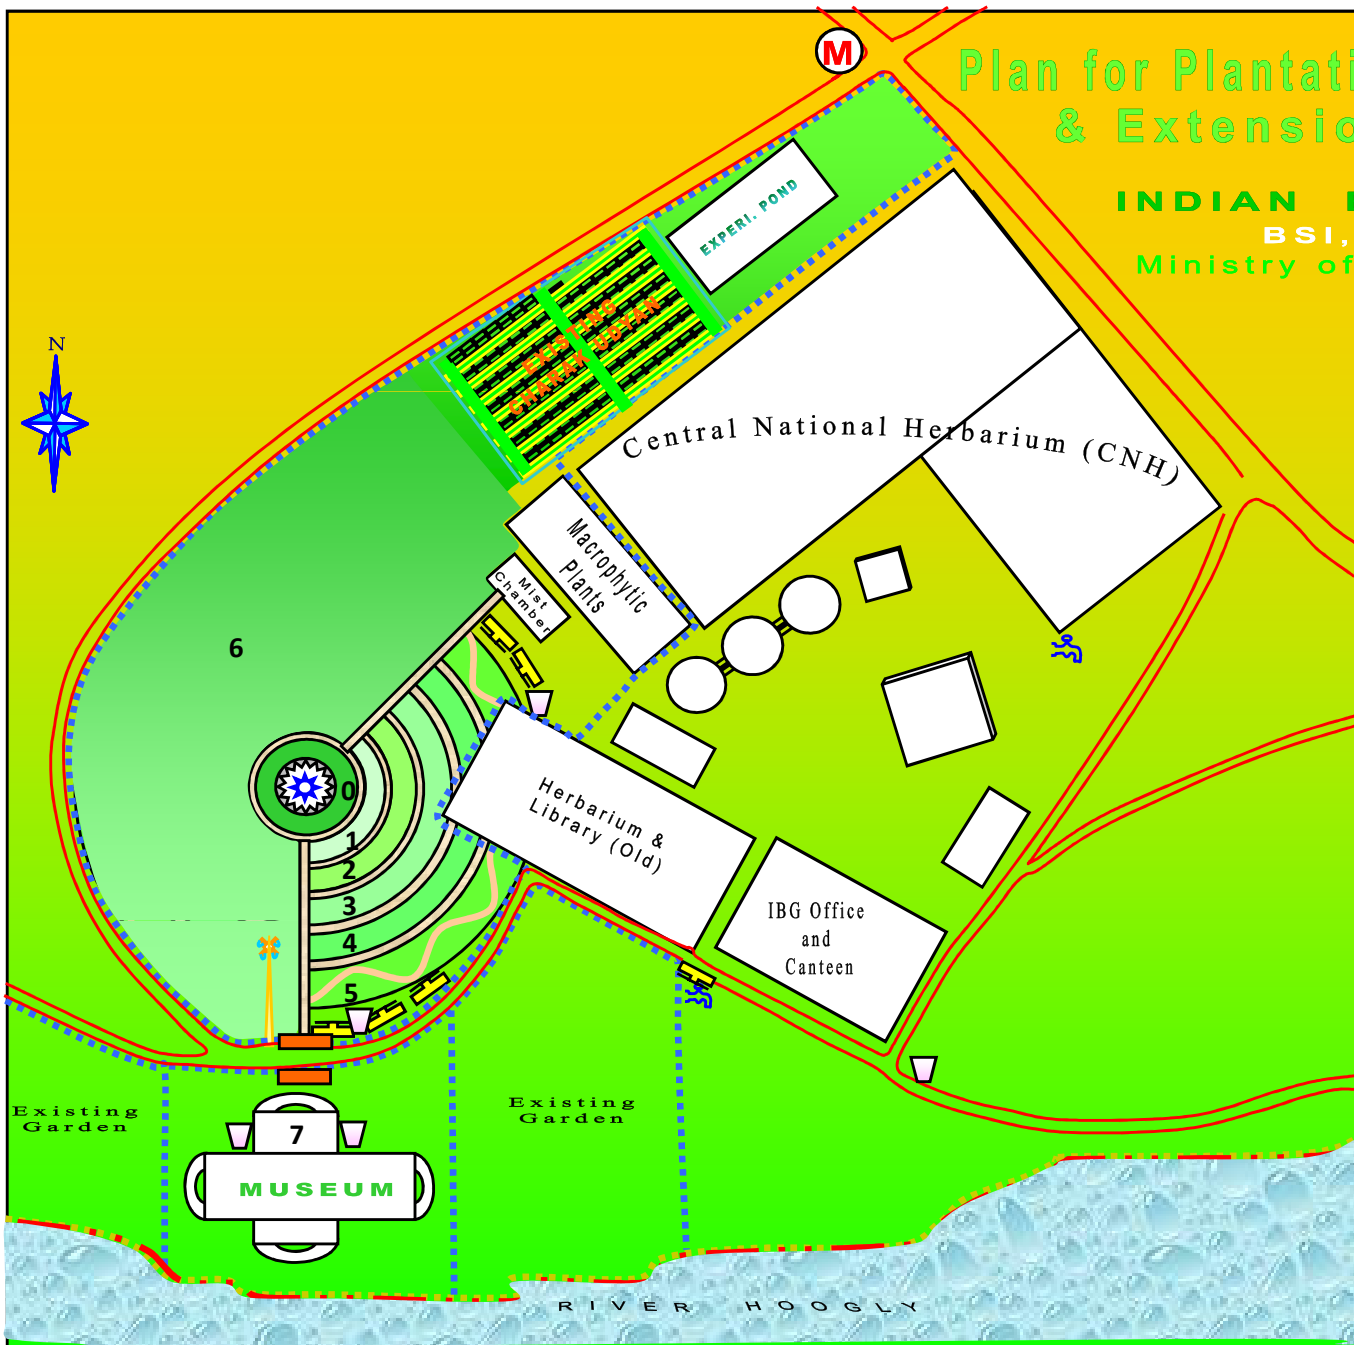 M
Plan for Plantati
& Extensio
INDIAN
BSI,
Ministry of
EXPERI. POND
EXISTING
CHARAK UDYAN
N
Central National Herbarium (CNH)
Macrophytic
Plants
Mist
Chamber
6
0
1
2
3
4
5
Herbarium &
Library (Old)
IBG Office
and
Canteen
Existing
Garden
Existing
Garden
7
MUSEUM
RIVER HOOGLY